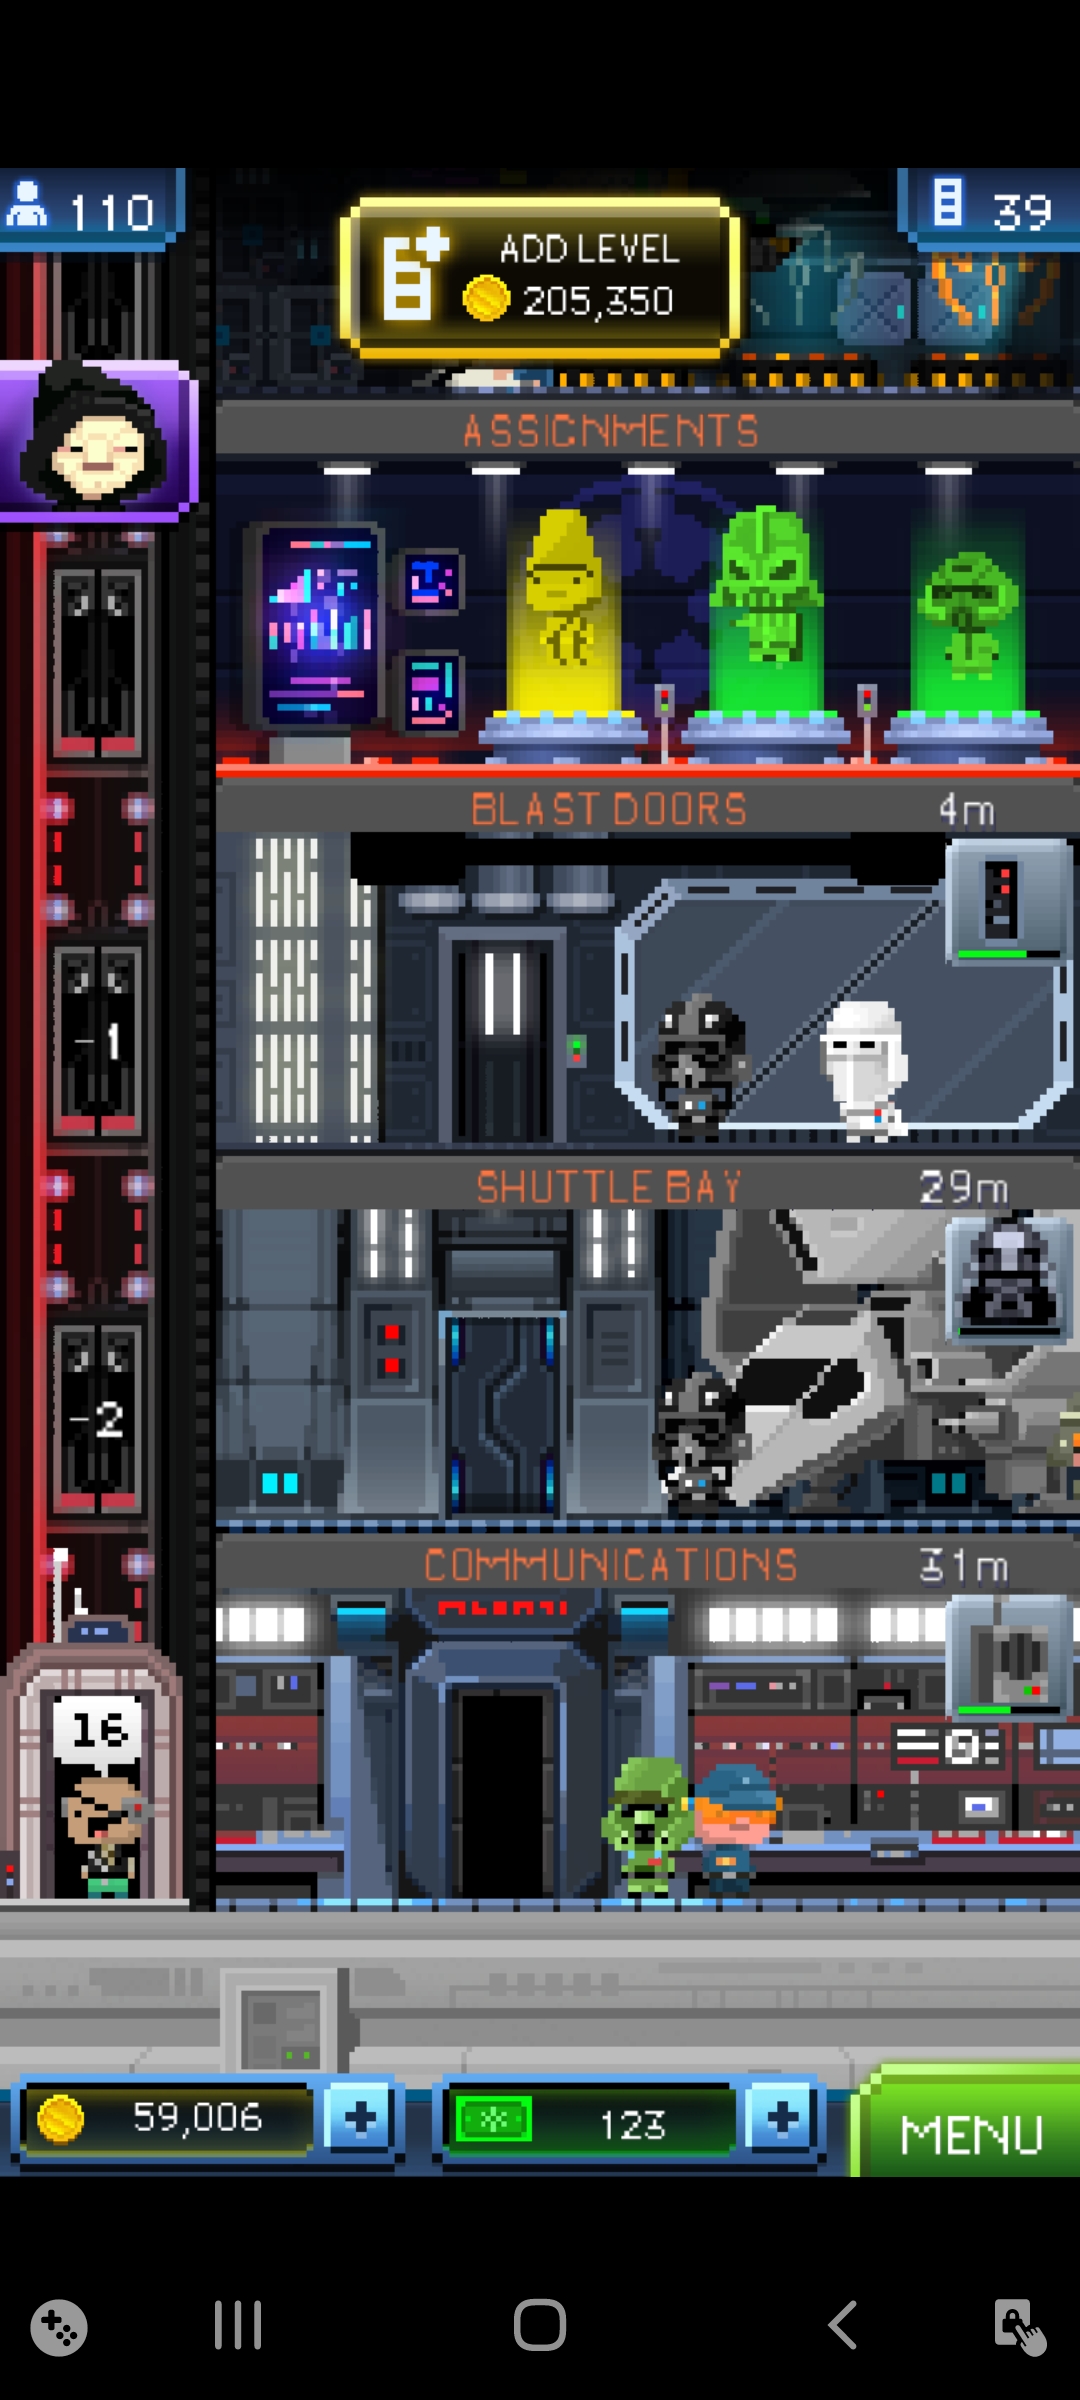 110
ADD LEVEL
205,350
39
ASSIGNMENTS
BLAST DOORS 4m
-1
SHUTTLE BAY 29m
-2
COMMUNICATIONS 31m
16
59,006 +
123 +
MENU